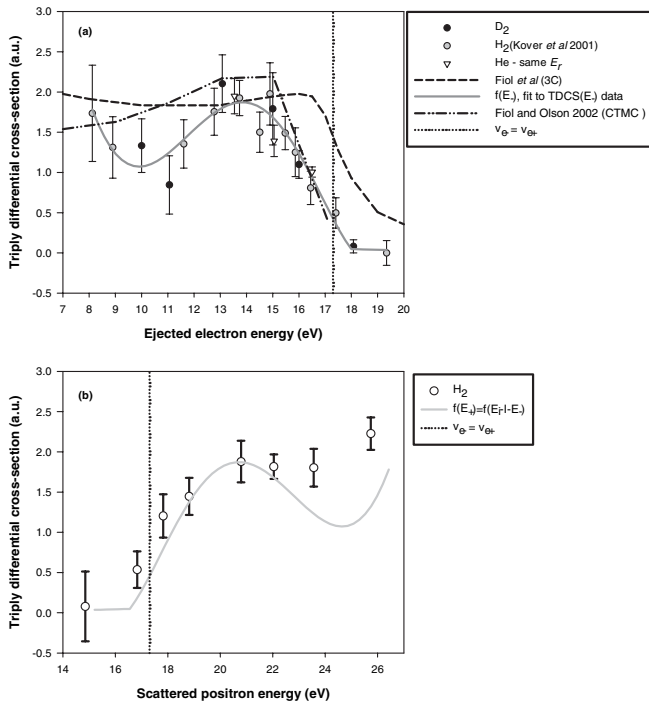 (a)
Triply differential cross-section (a.u.)
3.0
2.5
2.0
1.5
1.0
0.5
0.0
-0.5
7 8 9 10 11 12 13 14 15 16 17 18 19 20
Ejected electron energy (eV)
D2
H2(Kover et al 2001)
He - same Er
Fiol et al (3C)
f(E-), fit to TDCS(E-) data
Fiol and Olson 2002 (CTMC )
ve- = ve+
(b)
Triply differential cross-section (a.u.)
3.0
2.5
2.0
1.5
1.0
0.5
0.0
-0.5
14 16 18 20 22 24 26
Scattered positron energy (eV)
H2
f(E+)=f(Ei-I-E-)
ve- = ve+